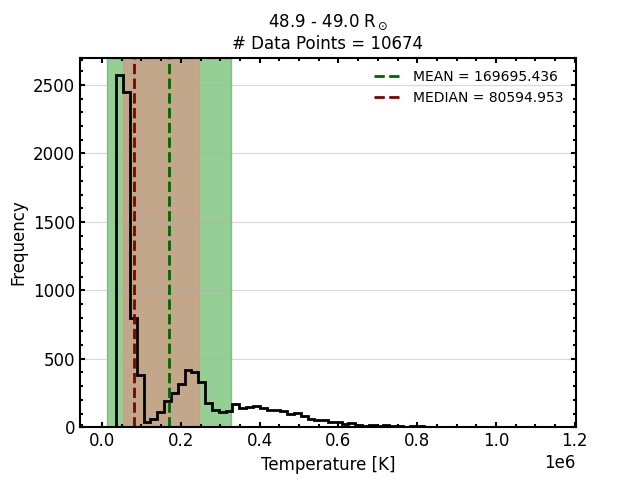 48.9 - 49.0 R⊙
# Data Points = 10674
MEAN = 169695.436
MEDIAN = 80594.953
Frequency
2500
2000
1500
1000
500
0
0.0 0.2 0.4 0.6 0.8 1.0 1.2
1e6
Temperature [K]